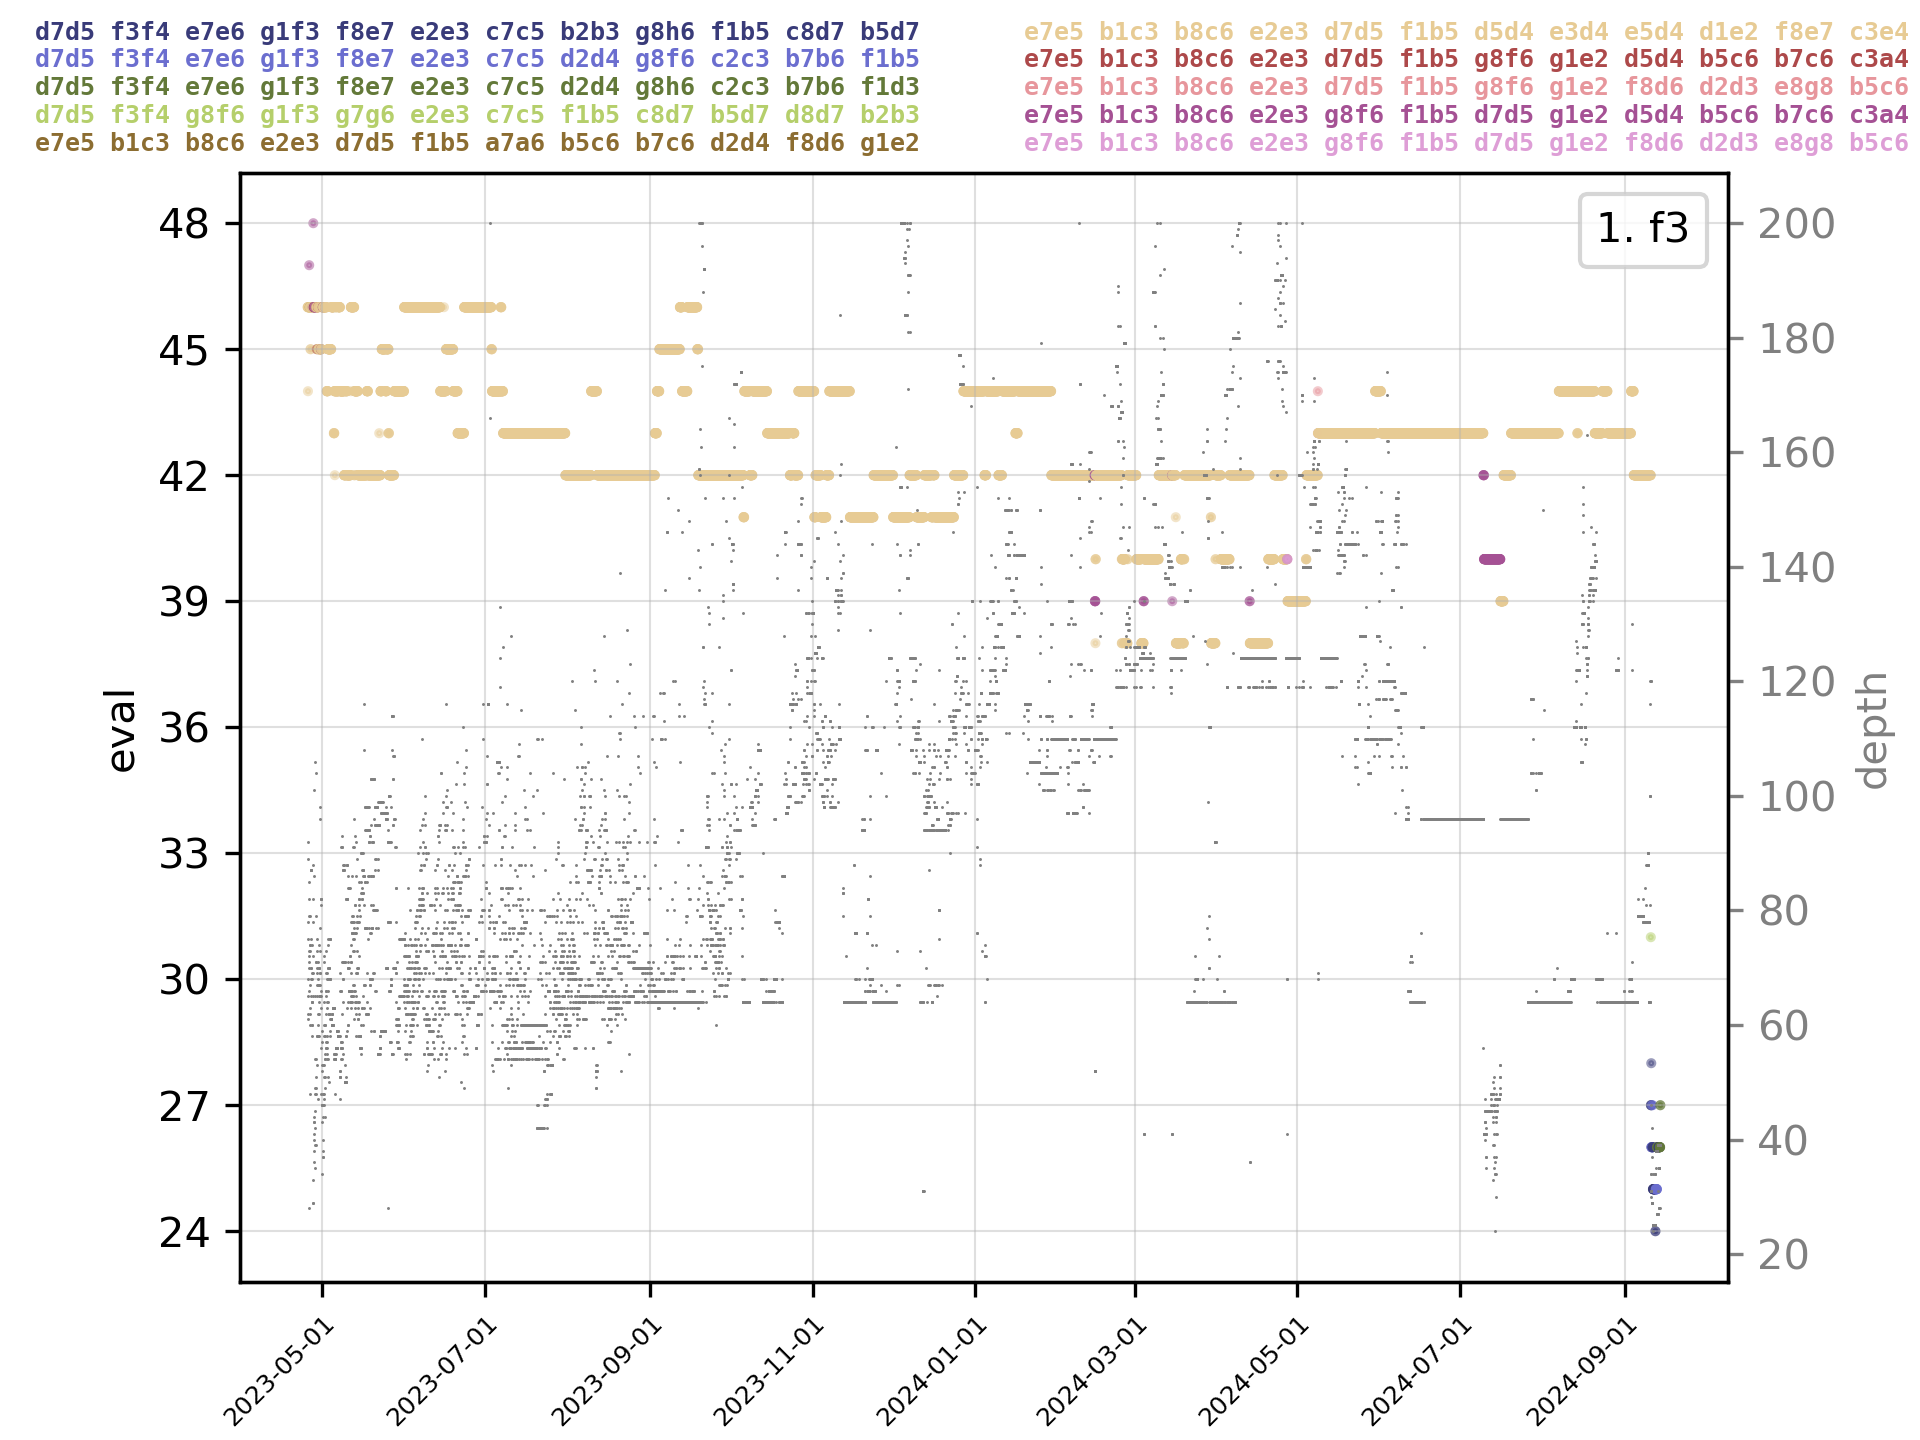 d7d5 f3f4 e7e6 g1f3 f8e7 e2e3 c7c5 b2b3 g8h6 f1b5 c8d7 b5d7
d7d5 f3f4 e7e6 g1f3 f8e7 e2e3 c7c5 d2d4 g8f6 c2c3 b7b6 f1b5
d7d5 f3f4 e7e6 g1f3 f8e7 e2e3 c7c5 d2d4 g8h6 c2c3 b7b6 f1d3
d7d5 f3f4 g8f6 g1f3 g7g6 e2e3 c7c5 f1b5 c8d7 b5d7 d8d7 b2b3
e7e5 b1c3 b8c6 e2e3 d7d5 f1b5 a7a6 b5c6 b7c6 d2d4 f8d6 g1e2
e7e5 b1c3 b8c6 e2e3 d7d5 f1b5 d5d4 e3d4 e5d4 d1e2 f8e7 c3e4
e7e5 b1c3 b8c6 e2e3 d7d5 f1b5 g8f6 g1e2 d5d4 b5c6 b7c6 c3a4
e7e5 b1c3 b8c6 e2e3 d7d5 f1b5 g8f6 g1e2 f8d6 d2d3 e8g8 b5c6
e7e5 b1c3 b8c6 e2e3 g8f6 f1b5 d7d5 g1e2 d5d4 b5c6 b7c6 c3a4
e7e5 b1c3 b8c6 e2e3 g8f6 f1b5 d7d5 g1e2 f8d6 d2d3 e8g8 b5c6
1. f3
48
45
42
39
36
33
30
27
24
eval
200
180
160
140
120
100
80
60
40
20
depth
2023-05-01
2023-07-01
2023-09-01
2023-11-01
2024-01-01
2024-03-01
2024-05-01
2024-07-01
2024-09-01